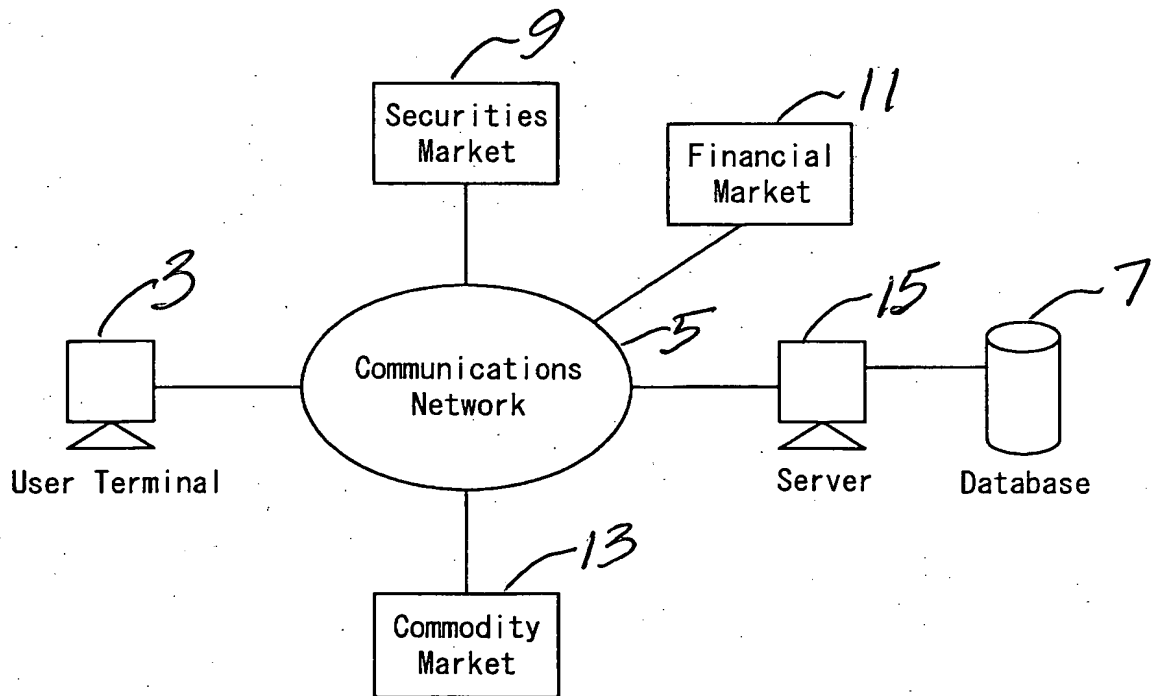 9
Securities
Market
11
Financial
Market
3
5
15
7
Communications
Network
User Terminal
Server
Database
13
Commodity
Market